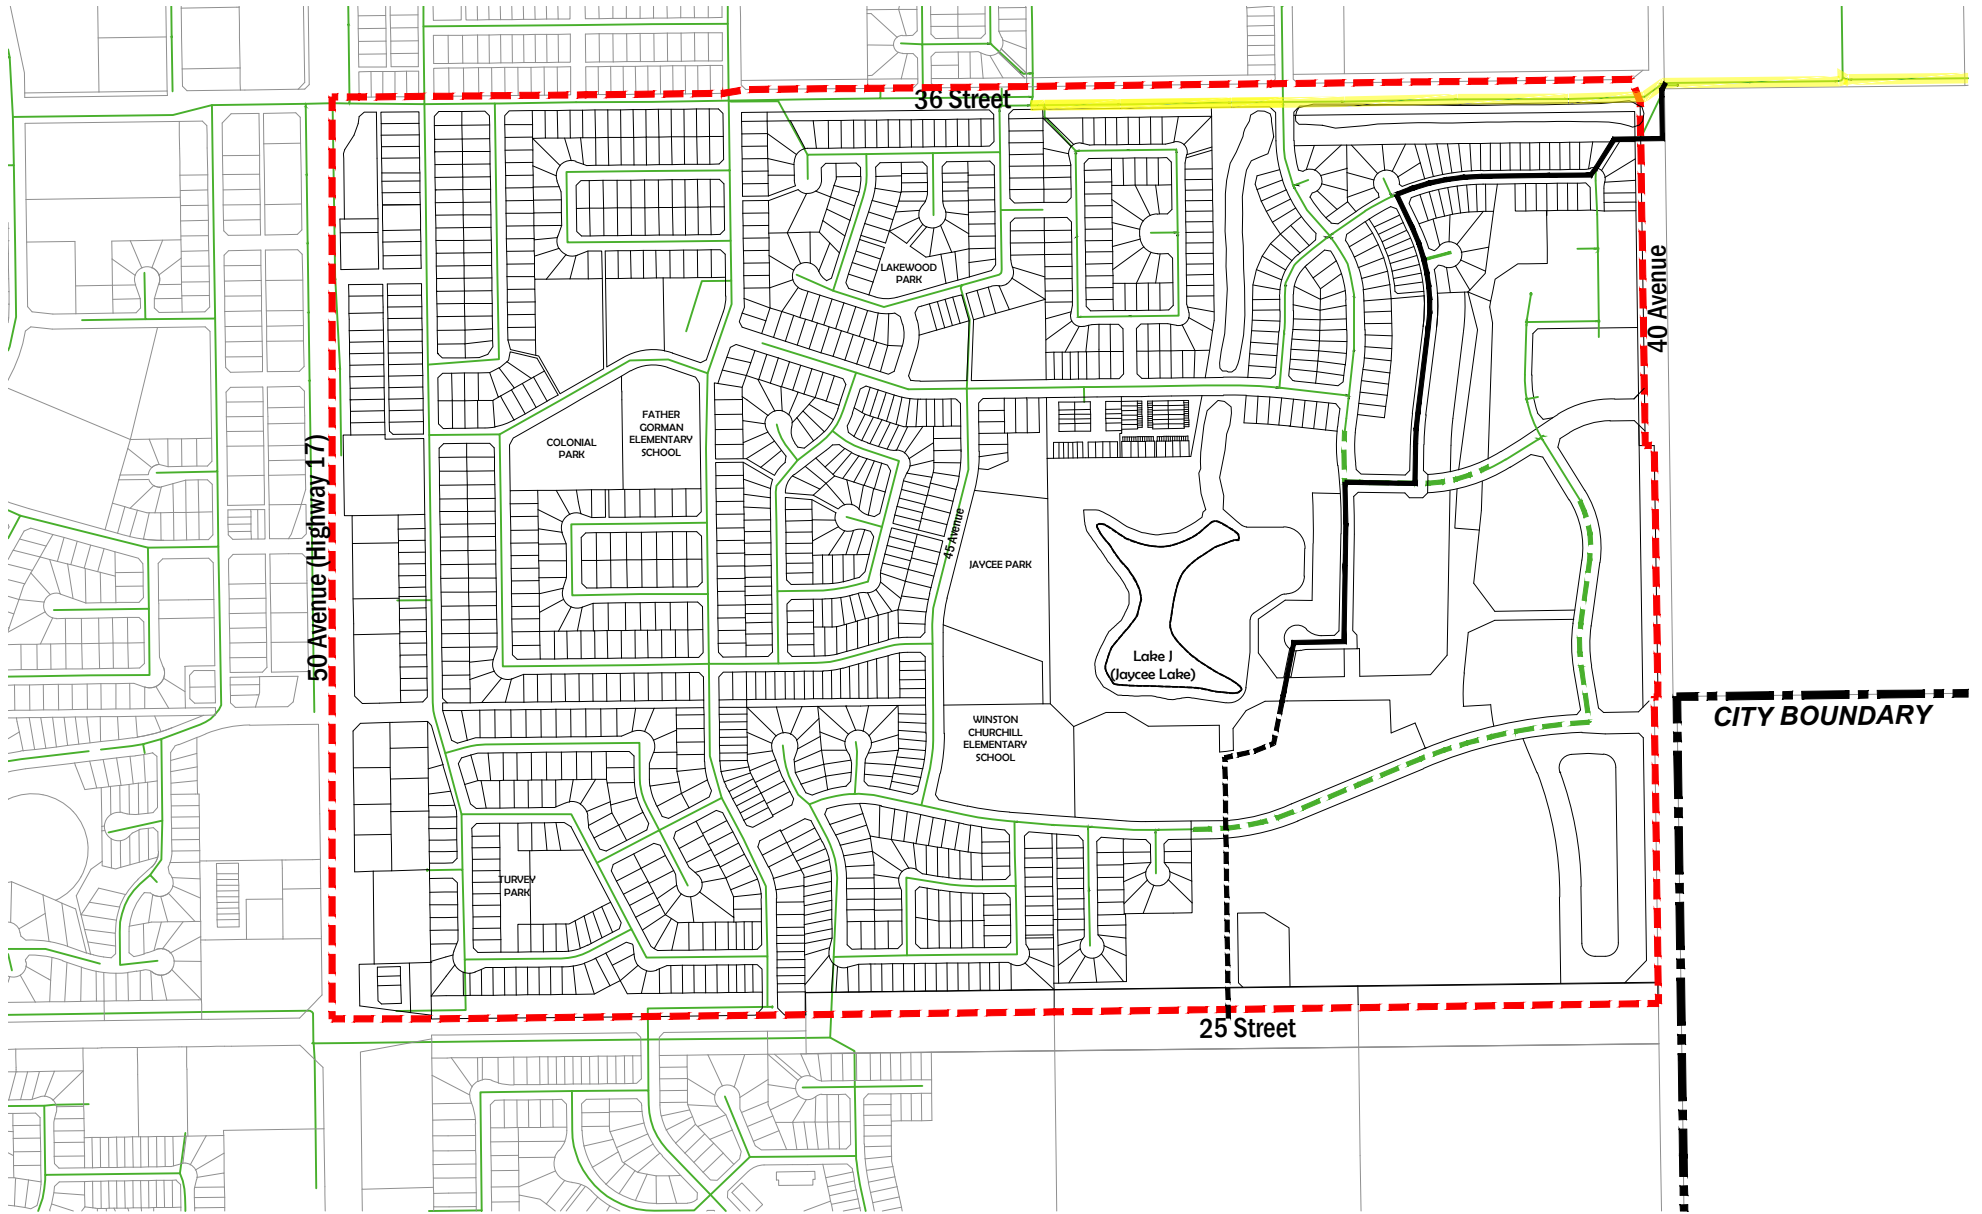 36 Street
LAKEWOOD
PARK
40 Avenue
FATHER
GORMAN
ELEMENTARY
SCHOOL
COLONIAL
PARK
50 Avenue (Highway 17)
45 Avenue
JAYCEE PARK
Lake J
(Jaycee Lake)
WINSTON
CHURCHILL
ELEMENTARY
SCHOOL
CITY BOUNDARY
TURVEY
PARK
25 Street